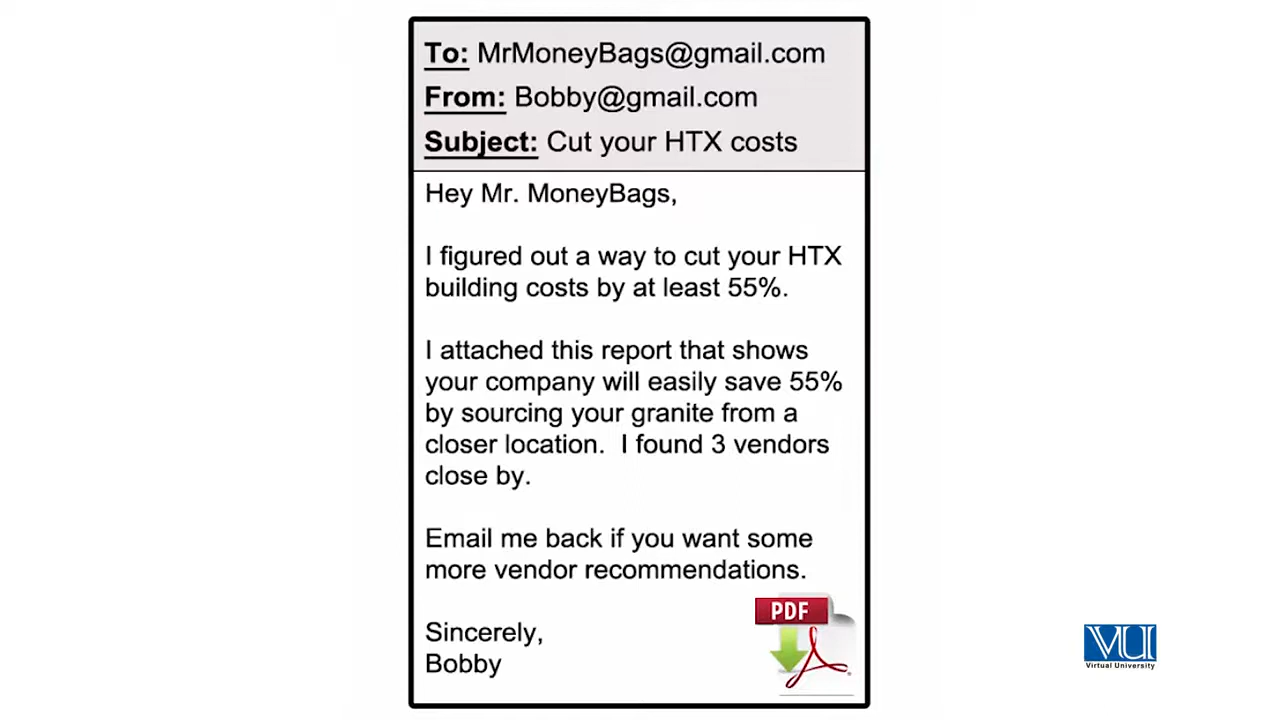 To: MrMoneyBags@gmail.com
From: Bobby@gmail.com
Subject: Cut your HTX costs
Hey Mr. MoneyBags,
I figured out a way to cut your HTX
building costs by at least 55%.
I attached this report that shows
your company will easily save 55%
by sourcing your granite from a
closer location.  I found 3 vendors
close by.
Email me back if you want some
more vendor recommendations.
Sincerely,
Bobby
PDF
VU
Virtual University